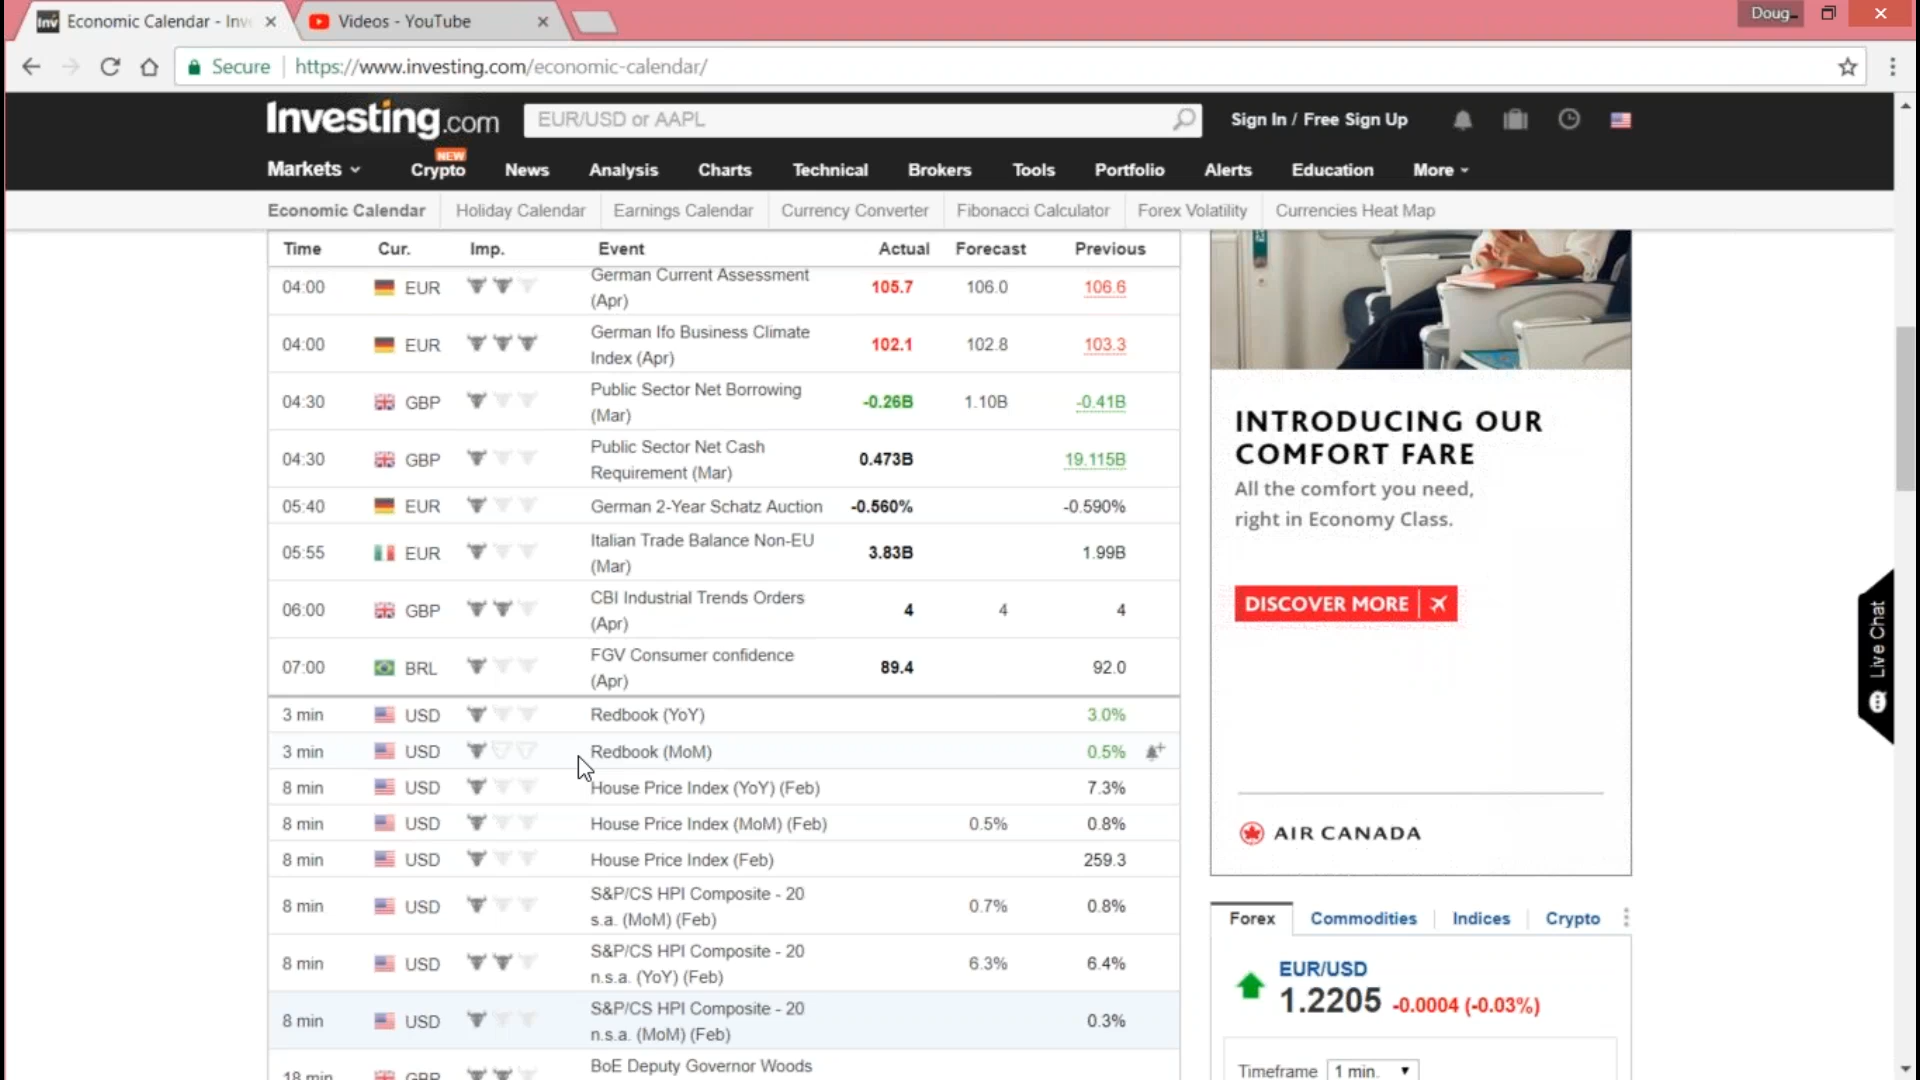 Economic Calendar - Inv
Videos - YouTube
Doug
Secure
https://www.investing.com/economic-calendar/
Investing.com
EUR/USD or AAPL
Sign In / Free Sign Up
NEW
Markets Crypto News Analysis Charts Technical Brokers Tools Portfolio Alerts Education More
Economic Calendar Holiday Calendar Earnings Calendar Currency Converter Fibonacci Calculator Forex Volatility Currencies Heat Map
Time Cur. Imp. Event Actual Forecast Previous
04:00 EUR German Current Assessment
(Apr) 105.7 106.0 106.6
04:00 EUR German Ifo Business Climate
Index (Apr) 102.1 102.8 103.3
04:30 GBP Public Sector Net Borrowing
(Mar) -0.26B 1.10B -0.41B
04:30 GBP Public Sector Net Cash
Requirement (Mar) 0.473B 19.115B
05:40 EUR German 2-Year Schatz Auction -0.560% -0.590%
05:55 EUR Italian Trade Balance Non-EU
(Mar) 3.83B 1.99B
06:00 GBP CBI Industrial Trends Orders
(Apr) 4 4 4
07:00 BRL FGV Consumer confidence
(Apr) 89.4 92.0
3 min USD Redbook (YoY) 3.0%
3 min USD Redbook (MoM) 0.5%
8 min USD House Price Index (YoY) (Feb) 7.3%
8 min USD House Price Index (MoM) (Feb) 0.5% 0.8%
8 min USD House Price Index (Feb) 259.3
8 min USD S&P/CS HPI Composite - 20
s.a. (MoM) (Feb) 0.7% 0.8%
8 min USD S&P/CS HPI Composite - 20
n.s.a. (YoY) (Feb) 6.3% 6.4%
8 min USD S&P/CS HPI Composite - 20
n.s.a. (MoM) (Feb) 0.3%
18 min GBP BoE Deputy Governor Woods
INTRODUCING OUR
COMFORT FARE
All the comfort you need,
right in Economy Class.
DISCOVER MORE
AIR CANADA
Live Chat
Forex Commodities Indices Crypto
EUR/USD
1.2205 -0.0004 (-0.03%)
Timeframe 1 min.